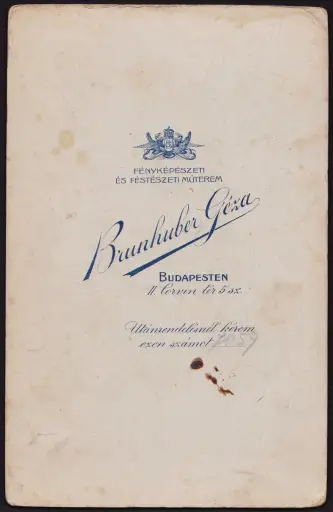 FÉNYKÉPÉSZETI
ÉS FESTÉSZETI MŰTEREM
Brunhuber Géza
BUDAPESTEN
II. Corvin tér 5 sz.
Utánrendelésnél kérem
ezen számot